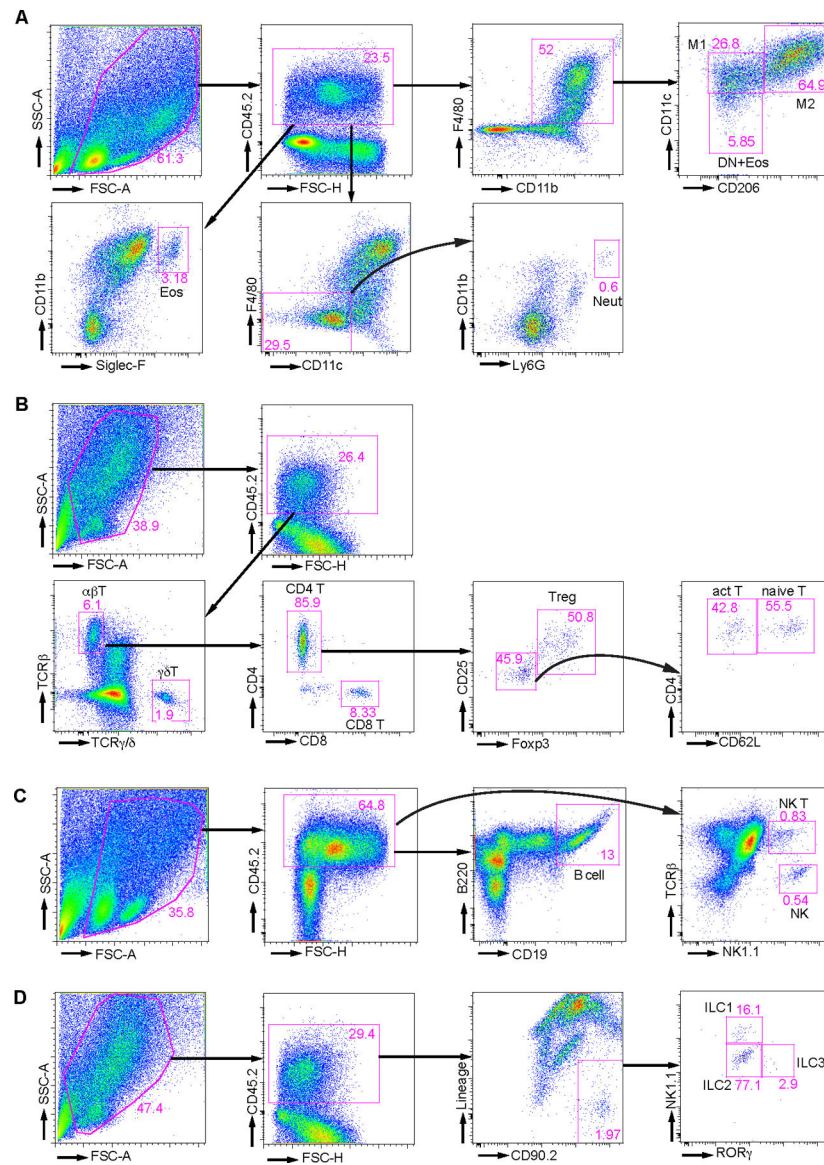 A
SSC-A
61.3
FSC-A
CD45.2
23.5
FSC-H
F4/80
52
CD11b
CD11c
M1
26.8
64.9
M2
5.85
DN+Eos
CD206
CD11b
3.18
Eos
Siglec-F
F4/80
29.5
CD11c
CD11b
0.6
Neut
Ly6G
B
SSC-A
38.9
FSC-A
CD45.2
26.4
FSC-H
αβT
6.1
TCRβ
γδT
1.9
TCRγ/δ
CD4 T
85.9
CD4
8.33
CD8 T
CD8
Treg
50.8
45.9
CD25
Foxp3
act T naive T
42.8 55.5
CD4
CD62L
C
SSC-A
35.8
FSC-A
64.8
CD45.2
FSC-H
B220
13
B cell
CD19
NK T
0.83
TCRβ
0.54
NK
NK1.1
D
SSC-A
47.4
FSC-A
29.4
CD45.2
FSC-H
Lineage
1.97
CD90.2
ILC1 16.1
ILC3
ILC2 77.1 2.9
NK1.1
RORγ